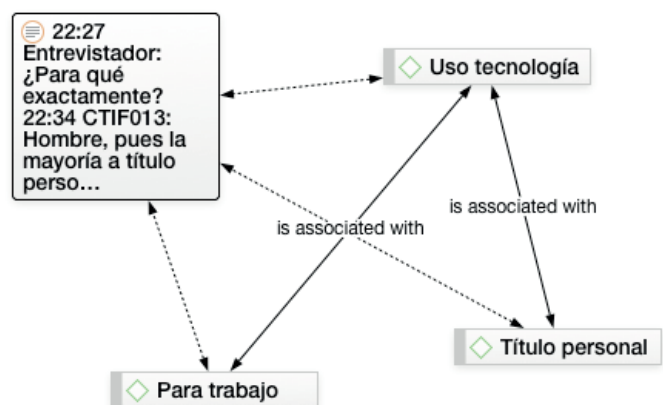 22:27
Entrevistador:
¿Para qué
exactamente?
22:34 CTIF013:
Hombre, pues la
mayoría a título
perso...
Uso tecnología
is associated with
is associated with
Título personal
Para trabajo